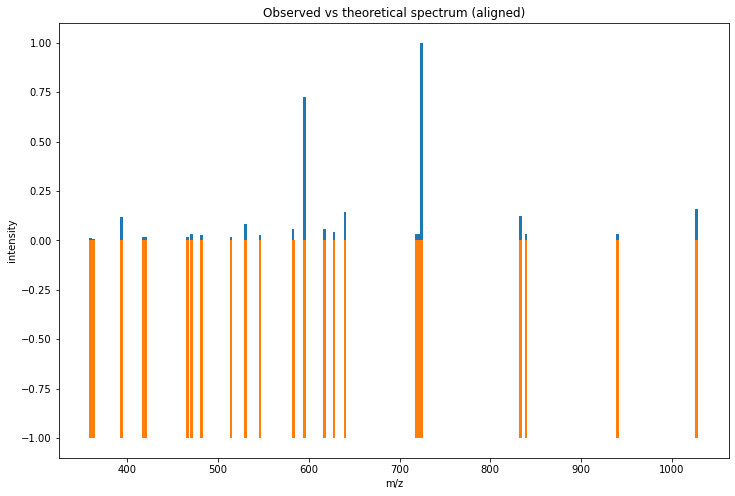 Observed vs theoretical spectrum (aligned)
1.00
0.75
0.50
0.25
0.00
−0.25
−0.50
−0.75
−1.00
intensity
400 500 600 700 800 900 1000
m/z